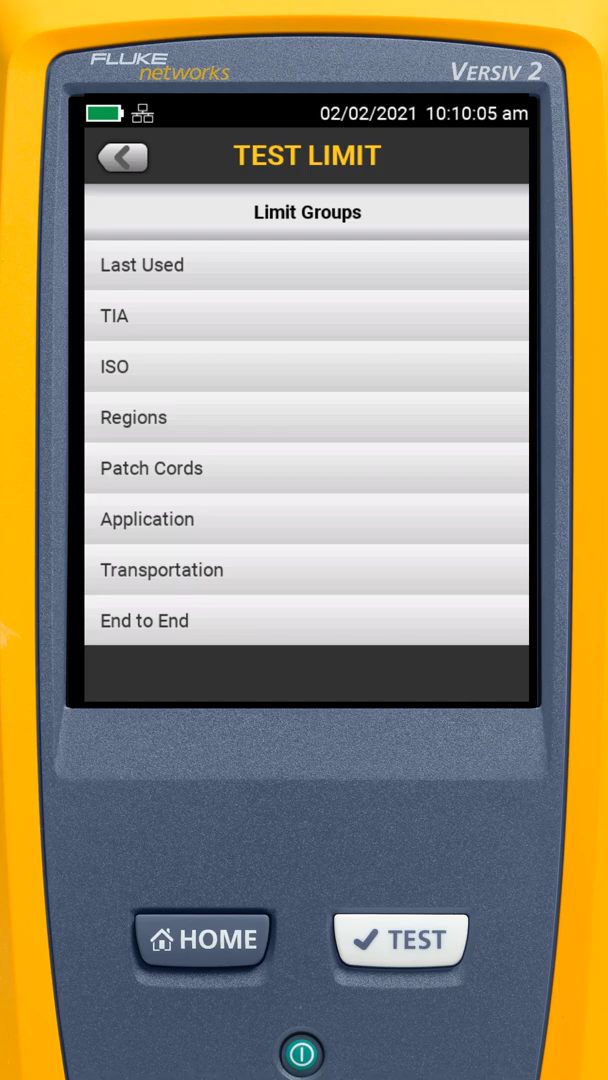 FLUKE
networks
VERSIV 2
02/02/2021 10:10:05 am
TEST LIMIT
Limit Groups
Last Used
TIA
ISO
Regions
Patch Cords
Application
Transportation
End to End
HOME
TEST